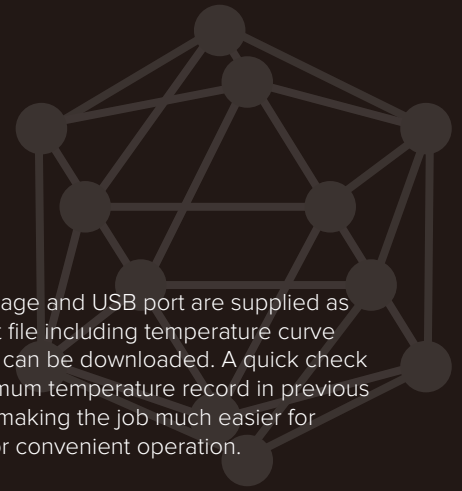 age and USB port are supplied as
file including temperature curve
can be downloaded. A quick check
mum temperature record in previous
making the job much easier for
r convenient operation.